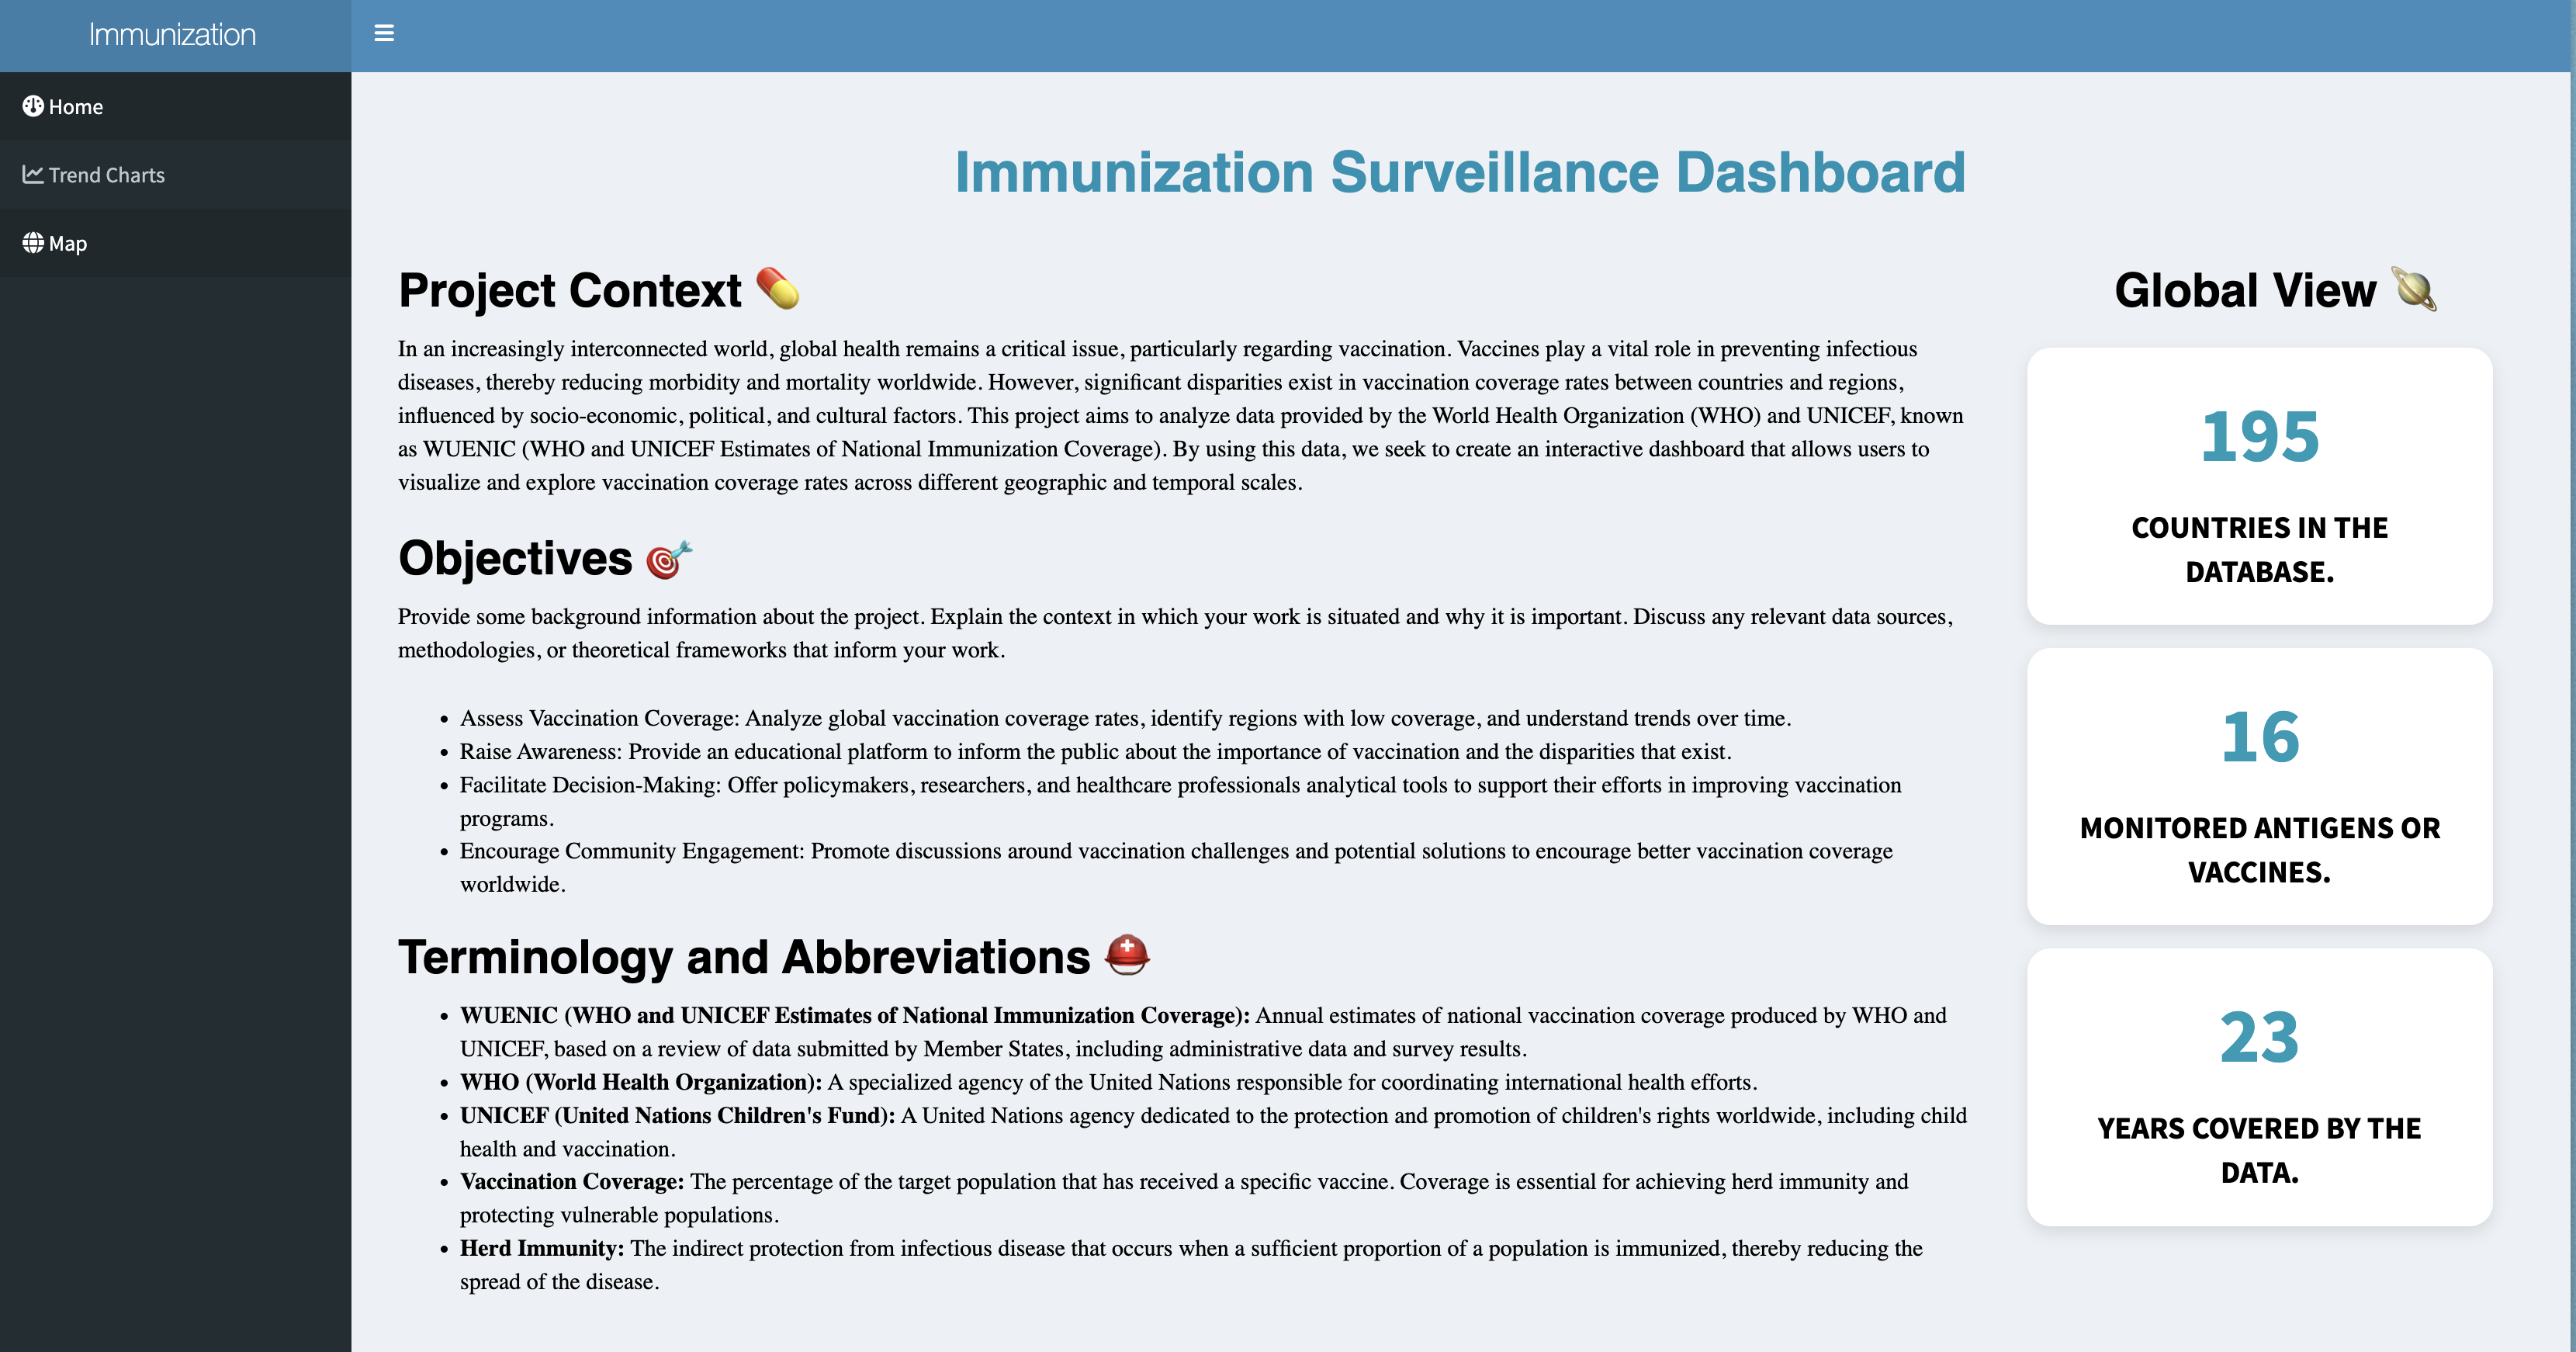 Immunization
Home
Trend Charts
Map
Immunization Surveillance Dashboard
Project Context
In an increasingly interconnected world, global health remains a critical issue, particularly regarding vaccination. Vaccines play a vital role in preventing infectious
diseases, thereby reducing morbidity and mortality worldwide. However, significant disparities exist in vaccination coverage rates between countries and regions,
influenced by socio-economic, political, and cultural factors. This project aims to analyze data provided by the World Health Organization (WHO) and UNICEF, known
as WUENIC (WHO and UNICEF Estimates of National Immunization Coverage). By using this data, we seek to create an interactive dashboard that allows users to
visualize and explore vaccination coverage rates across different geographic and temporal scales.
Objectives
Provide some background information about the project. Explain the context in which your work is situated and why it is important. Discuss any relevant data sources,
methodologies, or theoretical frameworks that inform your work.
• Assess Vaccination Coverage: Analyze global vaccination coverage rates, identify regions with low coverage, and understand trends over time.
• Raise Awareness: Provide an educational platform to inform the public about the importance of vaccination and the disparities that exist.
• Facilitate Decision-Making: Offer policymakers, researchers, and healthcare professionals analytical tools to support their efforts in improving vaccination
programs.
• Encourage Community Engagement: Promote discussions around vaccination challenges and potential solutions to encourage better vaccination coverage
worldwide.
Terminology and Abbreviations
• WUENIC (WHO and UNICEF Estimates of National Immunization Coverage): Annual estimates of national vaccination coverage produced by WHO and
UNICEF, based on a review of data submitted by Member States, including administrative data and survey results.
• WHO (World Health Organization): A specialized agency of the United Nations responsible for coordinating international health efforts.
• UNICEF (United Nations Children's Fund): A United Nations agency dedicated to the protection and promotion of children's rights worldwide, including child
health and vaccination.
• Vaccination Coverage: The percentage of the target population that has received a specific vaccine. Coverage is essential for achieving herd immunity and
protecting vulnerable populations.
• Herd Immunity: The indirect protection from infectious disease that occurs when a sufficient proportion of a population is immunized, thereby reducing the
spread of the disease.
Global View
195
COUNTRIES IN THE
DATABASE.
16
MONITORED ANTIGENS OR
VACCINES.
23
YEARS COVERED BY THE
DATA.